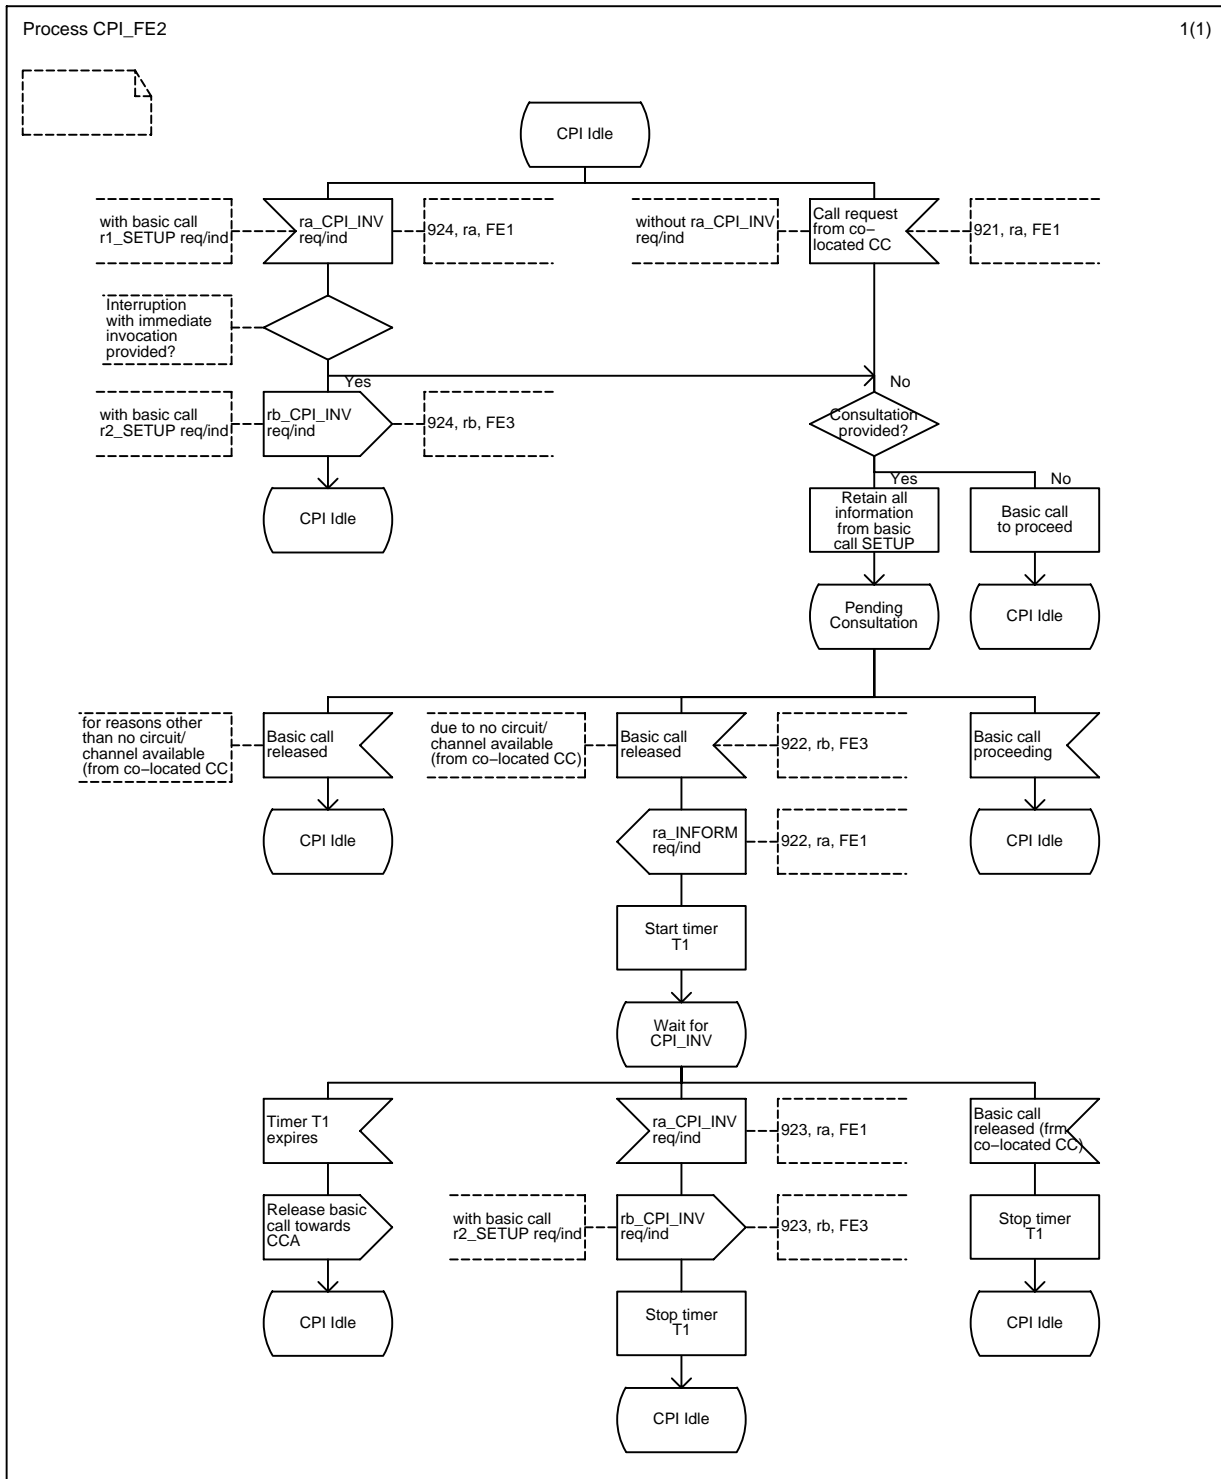 Process CPI_FE2
1(1)
CPI Idle
with basic call
r1_SETUP req/ind
ra_CPI_INV
req/ind
924, ra, FE1
without ra_CPI_INV
req/ind
Call request
from co–
located CC
921, ra, FE1
Interruption
with immediate
invocation
provided?
Yes
No
with basic call
r2_SETUP req/ind
rb_CPI_INV
req/ind
924, rb, FE3
Consultation
provided?
Yes
No
CPI Idle
Retain all
information
from basic
call SETUP
Basic call
to proceed
Pending
Consultation
CPI Idle
for reasons other
than no circuit/
channel available
(from co–located CC
Basic call
released
due to no circuit/
channel available
(from co–located CC)
Basic call
released
922, rb, FE3
Basic call
proceeding
CPI Idle
ra_INFORM
req/ind
922, ra, FE1
CPI Idle
Start timer
T1
Wait for
CPI_INV
Timer T1
expires
ra_CPI_INV
req/ind
923, ra, FE1
Basic call
released (frm
co–located CC)
Release basic
call towards
CCA
with basic call
r2_SETUP req/ind
rb_CPI_INV
req/ind
923, rb, FE3
Stop timer
T1
CPI Idle
Stop timer
T1
CPI Idle
CPI Idle